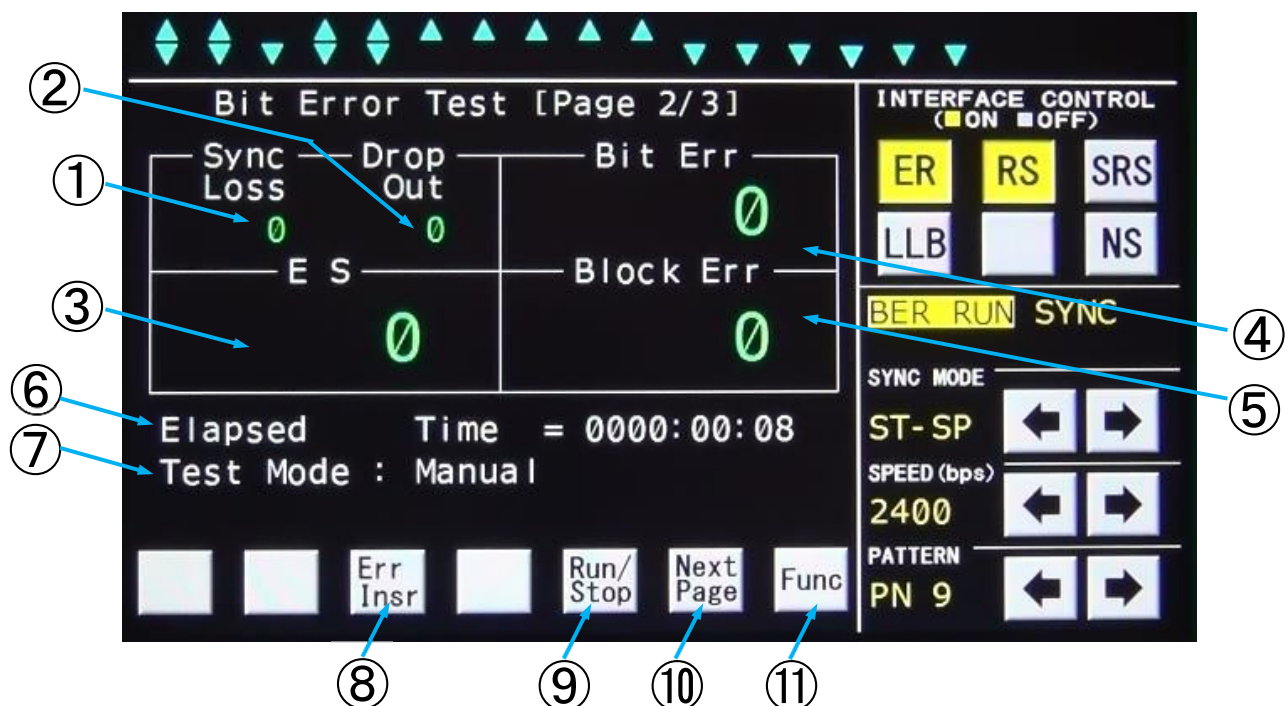 Bit Error Test [Page 2/3]
Sync Loss
Drop Out
Bit Err
0
0
0
E S
Block Err
0
0
Elapsed Time = 0000:00:08
Test Mode : Manual
Err Insr
Run/Stop
Next Page
Func
INTERFACE CONTROL
(■ON ■OFF)
ER RS SRS
LLB NS
BER RUN SYNC
SYNC MODE
ST-SP
SPEED(bps)
2400
PATTERN
PN 9
①
②
③
④
⑤
⑥
⑦
⑧
⑨
⑩
⑪